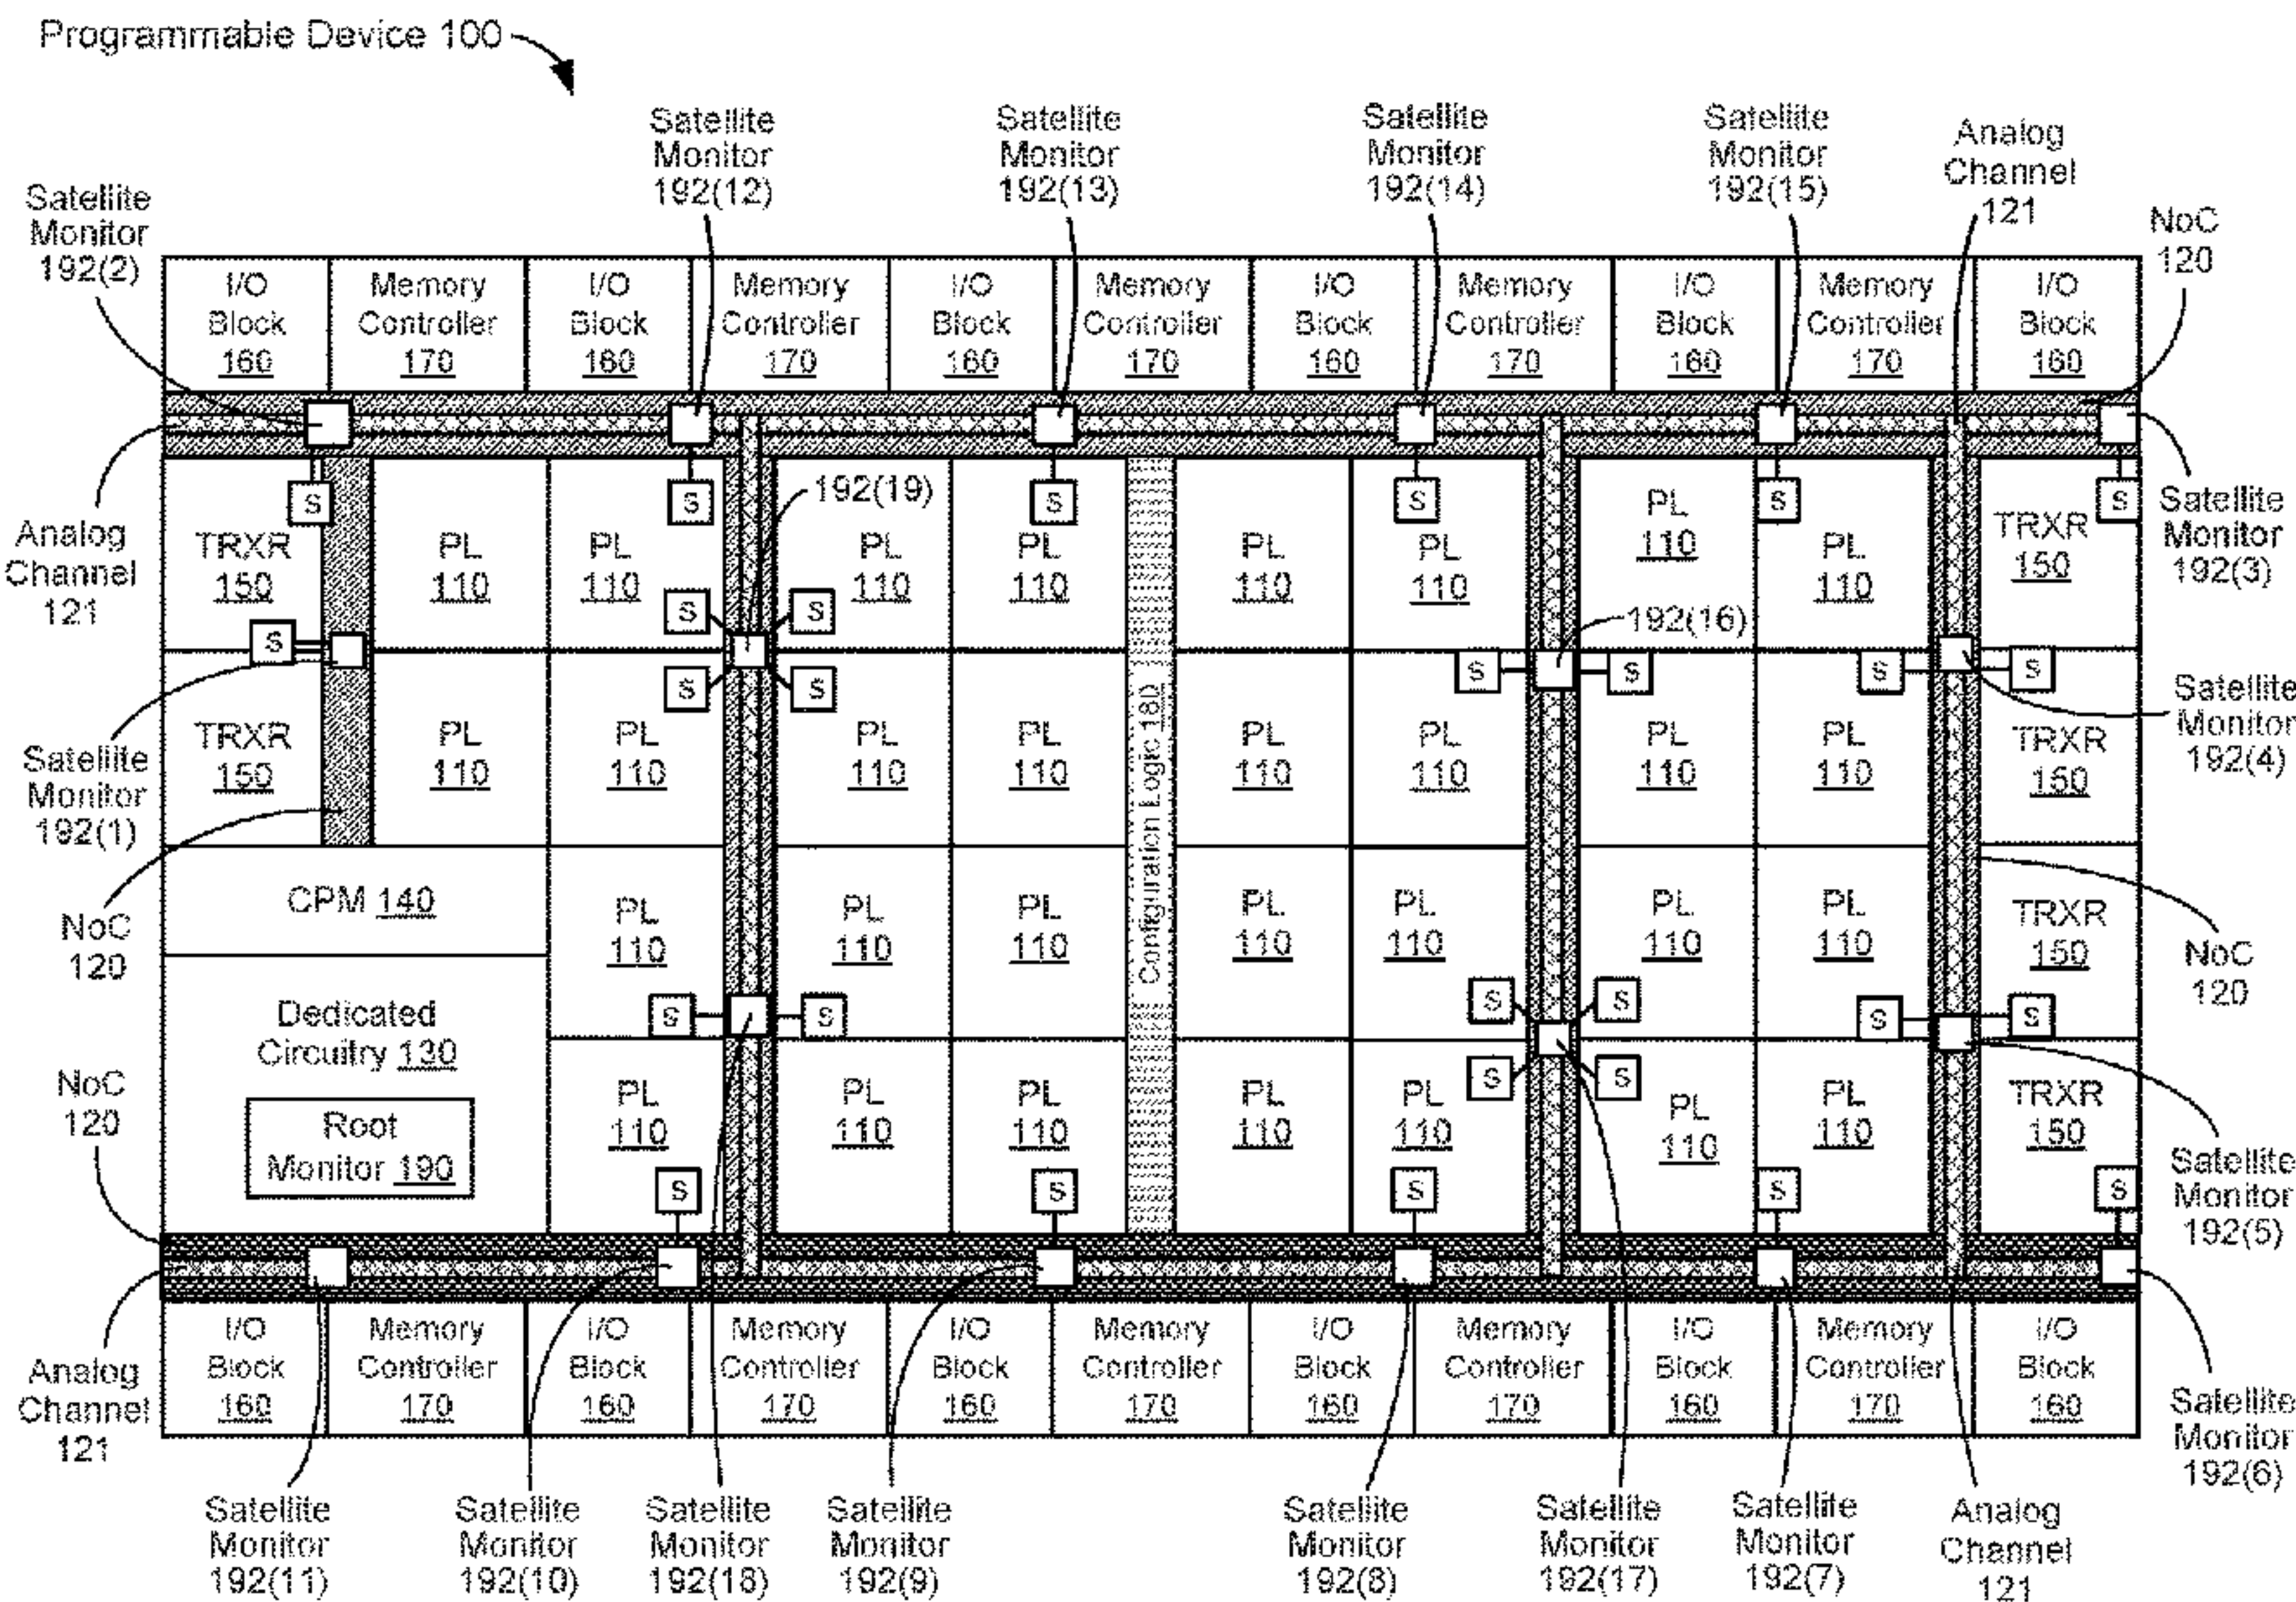 Programmable Device 100
Satellite
Monitor
192(2)
Satellite
Monitor
192(12)
Satellite
Monitor
192(13)
Satellite
Monitor
192(14)
Satellite
Monitor
192(15)
Analog
Channel
121
NoC
120
I/O
Block
160
Memory
Controller
170
I/O
Block
160
Memory
Controller
170
I/O
Block
160
Memory
Controller
170
I/O
Block
160
Memory
Controller
170
I/O
Block
160
Memory
Controller
170
I/O
Block
160
Analog
Channel
121
S
S
S
S
S
S
Satellite
Monitor
192(3)
TRXR
150
PL
110
PL
110
192(19)
PL
110
PL
110
PL
110
PL
110
PL
110
PL
110
TRXR
150
S
S
S
192(16)
S
S
S
S
S
S
Satellite
Monitor
192(4)
Satellite
Monitor
192(1)
TRXR
150
PL
110
PL
110
PL
110
PL
110
Configuration Logic 180
PL
110
PL
110
PL
110
PL
110
TRXR
150
NoC
120
CPM 140
PL
110
PL
110
PL
110
PL
110
PL
110
PL
110
PL
110
TRXR
150
NoC
120
S
S
S
S
S
S
S
S
Dedicated
Circuitry 130
Root
Monitor 190
NoC
120
PL
110
PL
110
PL
110
PL
110
PL
110
PL
110
PL
110
TRXR
150
S
S
S
S
S
Satellite
Monitor
192(5)
Analog
Channel
121
I/O
Block
160
Memory
Controller
170
I/O
Block
160
Memory
Controller
170
I/O
Block
160
Memory
Controller
170
I/O
Block
160
Memory
Controller
170
I/O
Block
160
Memory
Controller
170
I/O
Block
160
Satellite
Monitor
192(6)
Satellite
Monitor
192(11)
Satellite
Monitor
192(10)
Satellite
Monitor
192(18)
Satellite
Monitor
192(9)
Satellite
Monitor
192(8)
Satellite
Monitor
192(17)
Satellite
Monitor
192(7)
Analog
Channel
121